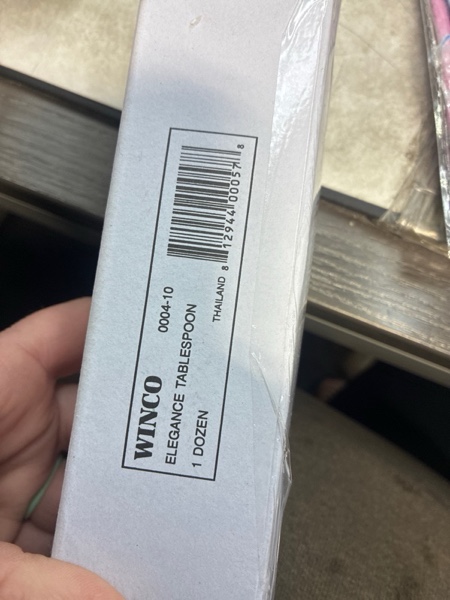 WINCO 0004-10
ELEGANCE TABLESPOON
1 DOZEN THAILAND
8 12944 00057 8